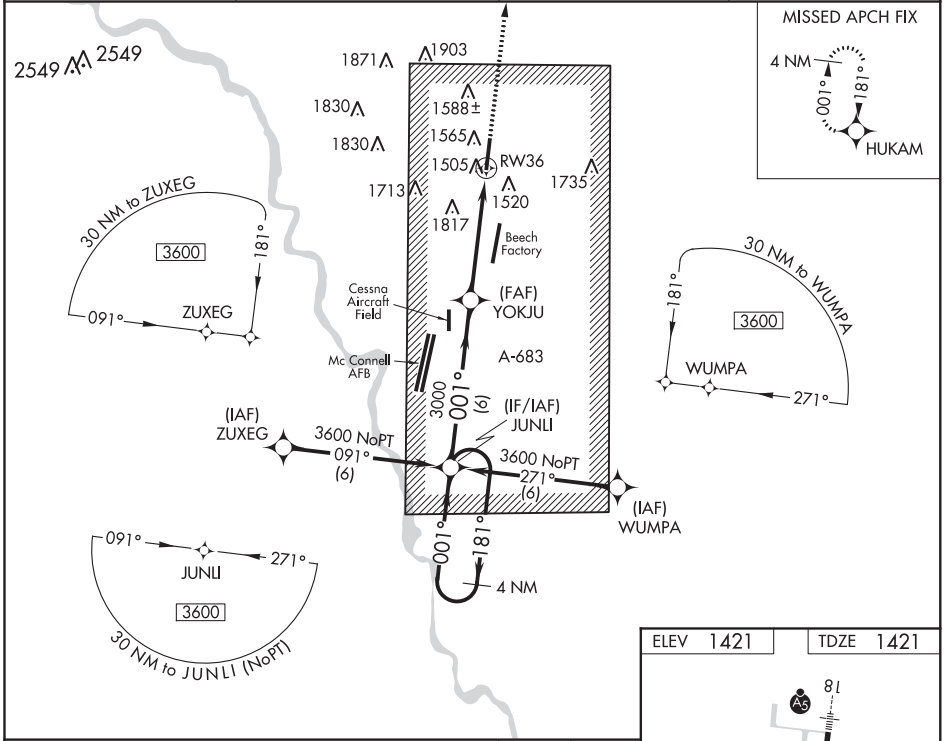 MISSED APCH FIX
4 NM
001°
181°
HUKAM
2549
2549
1871
1903
1830
1588±
1830
1565
1505
RW36
1713
1520
1735
1817
Beech
Factory
30 NM to ZUXEG
3600
181°
ZUXEG
091°
30 NM to WUMPA
181°
3600
WUMPA
271°
(FAF)
YOKJU
Cessna
Aircraft
Field
A-683
Mc Connell
AFB
3000
001°
(6)
(IF/IAF)
JUNLI
(IAF)
ZUXEG
3600 NoPT
091°
(6)
3600 NoPT
271°
(6)
(IAF)
WUMPA
001°
181°
4 NM
091°
271°
JUNLI
3600
30 NM to JUNLI (NoPT)
ELEV 1421
TDZE 1421
A5
18